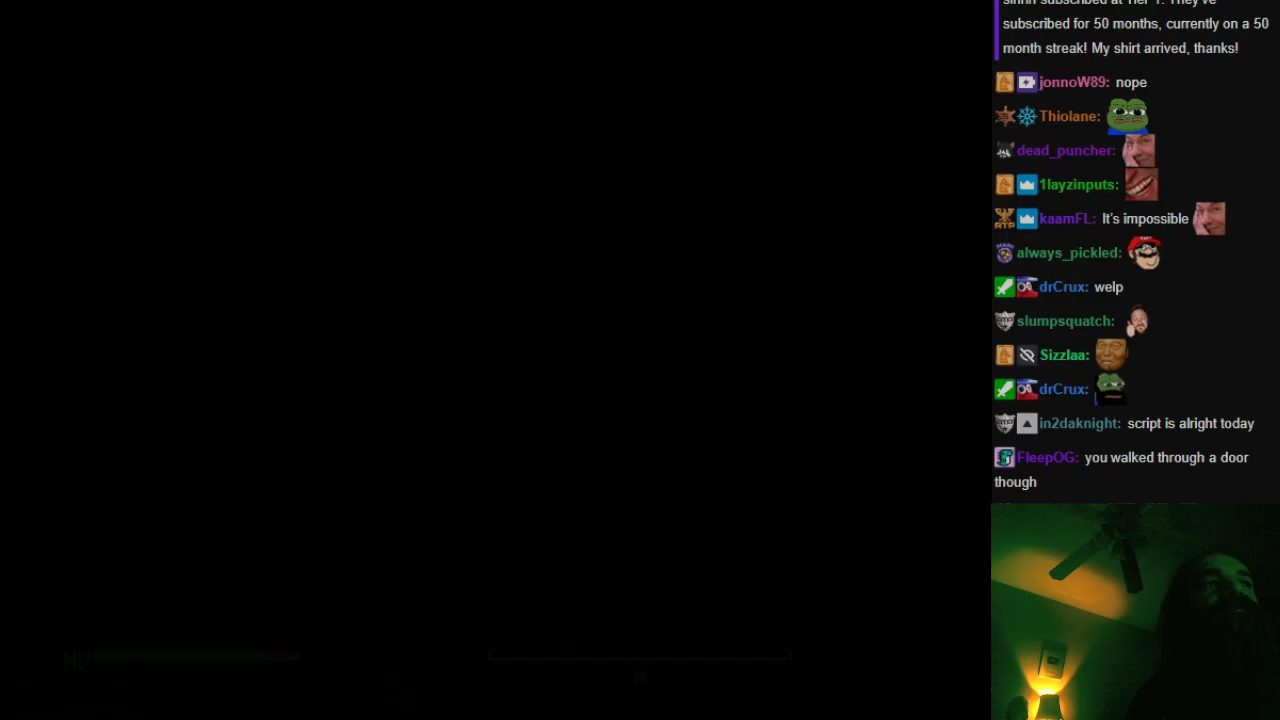 subscribed for 50 months, currently on a 50
month streak! My shirt arrived, thanks!
jonnoW89: nope
Thiolane:
dead_puncher:
1layzinputs:
kaamFL: It's impossible
always_pickled:
drCrux: welp
slumpsquatch:
Sizzlaa:
drCrux:
in2daknight: script is alright today
FleepOG: you walked through a door
though
HP